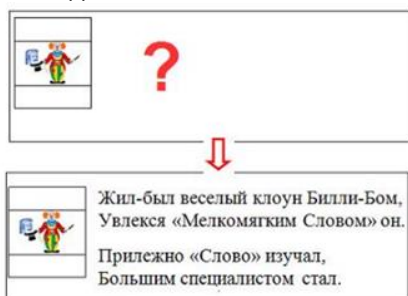 ?
Жил-был веселый клоун Билли-Бом,
Увлекся «Мелкомягким Словом» он.
Прилежно «Слово» изучал,
Большим специалистом стал.